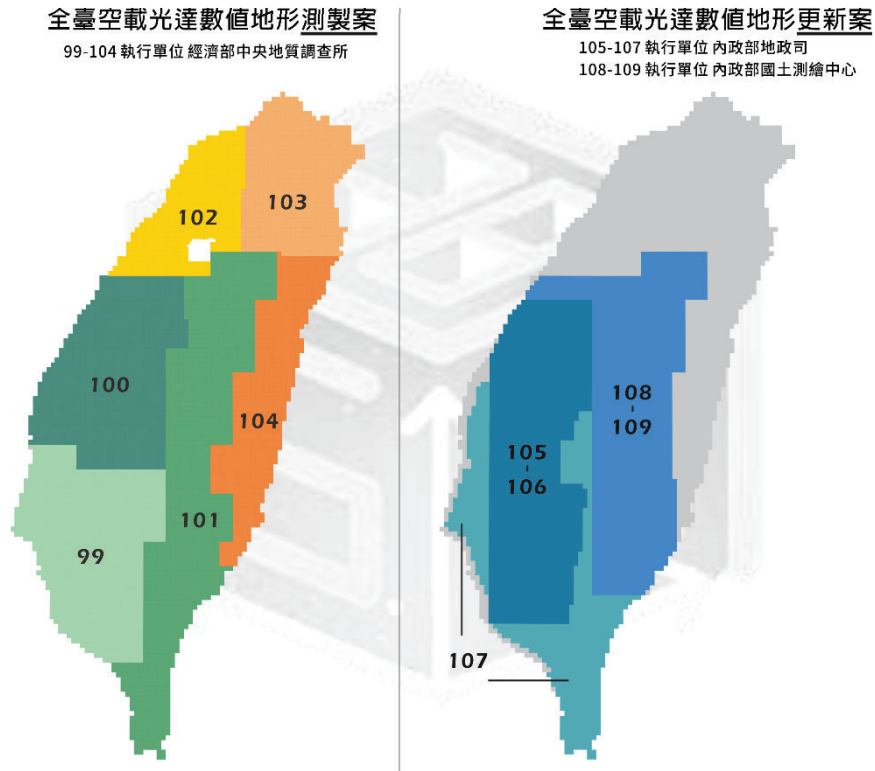 全臺空載光達數值地形測製案
99-104 執行單位 經濟部中央地質調查所
102
103
100
104
101
99
全臺空載光達數值地形更新案
105-107 執行單位 內政部地政司
108-109 執行單位 內政部國土測繪中心
108
-
109
105
-
106
107